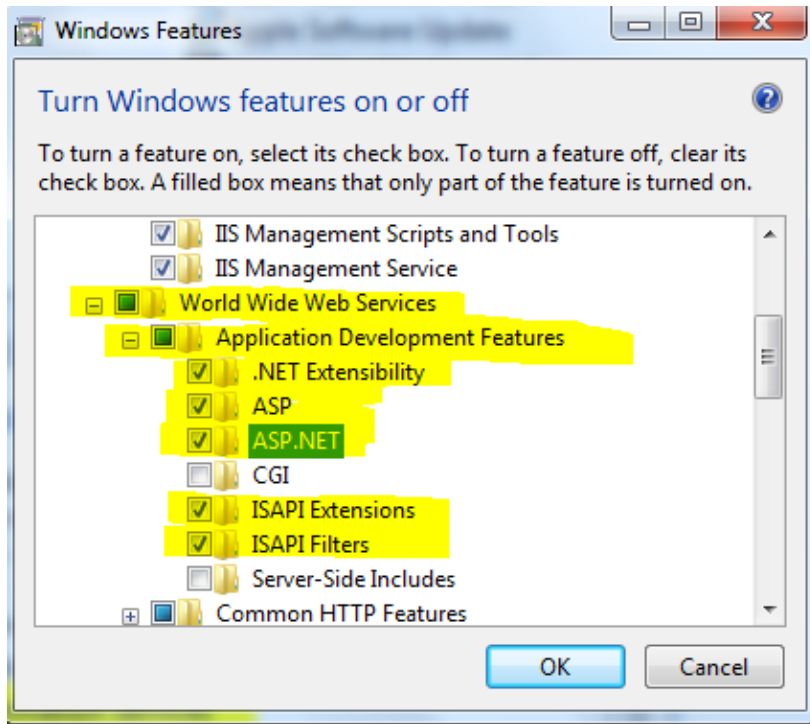 Windows Features
Apple Software Update
Turn Windows features on or off
To turn a feature on, select its check box. To turn a feature off, clear its
check box. A filled box means that only part of the feature is turned on.
IIS Management Scripts and Tools
IIS Management Service
World Wide Web Services
Application Development Features
.NET Extensibility
ASP
ASP.NET
CGI
ISAPI Extensions
ISAPI Filters
Server-Side Includes
Common HTTP Features
OK
Cancel